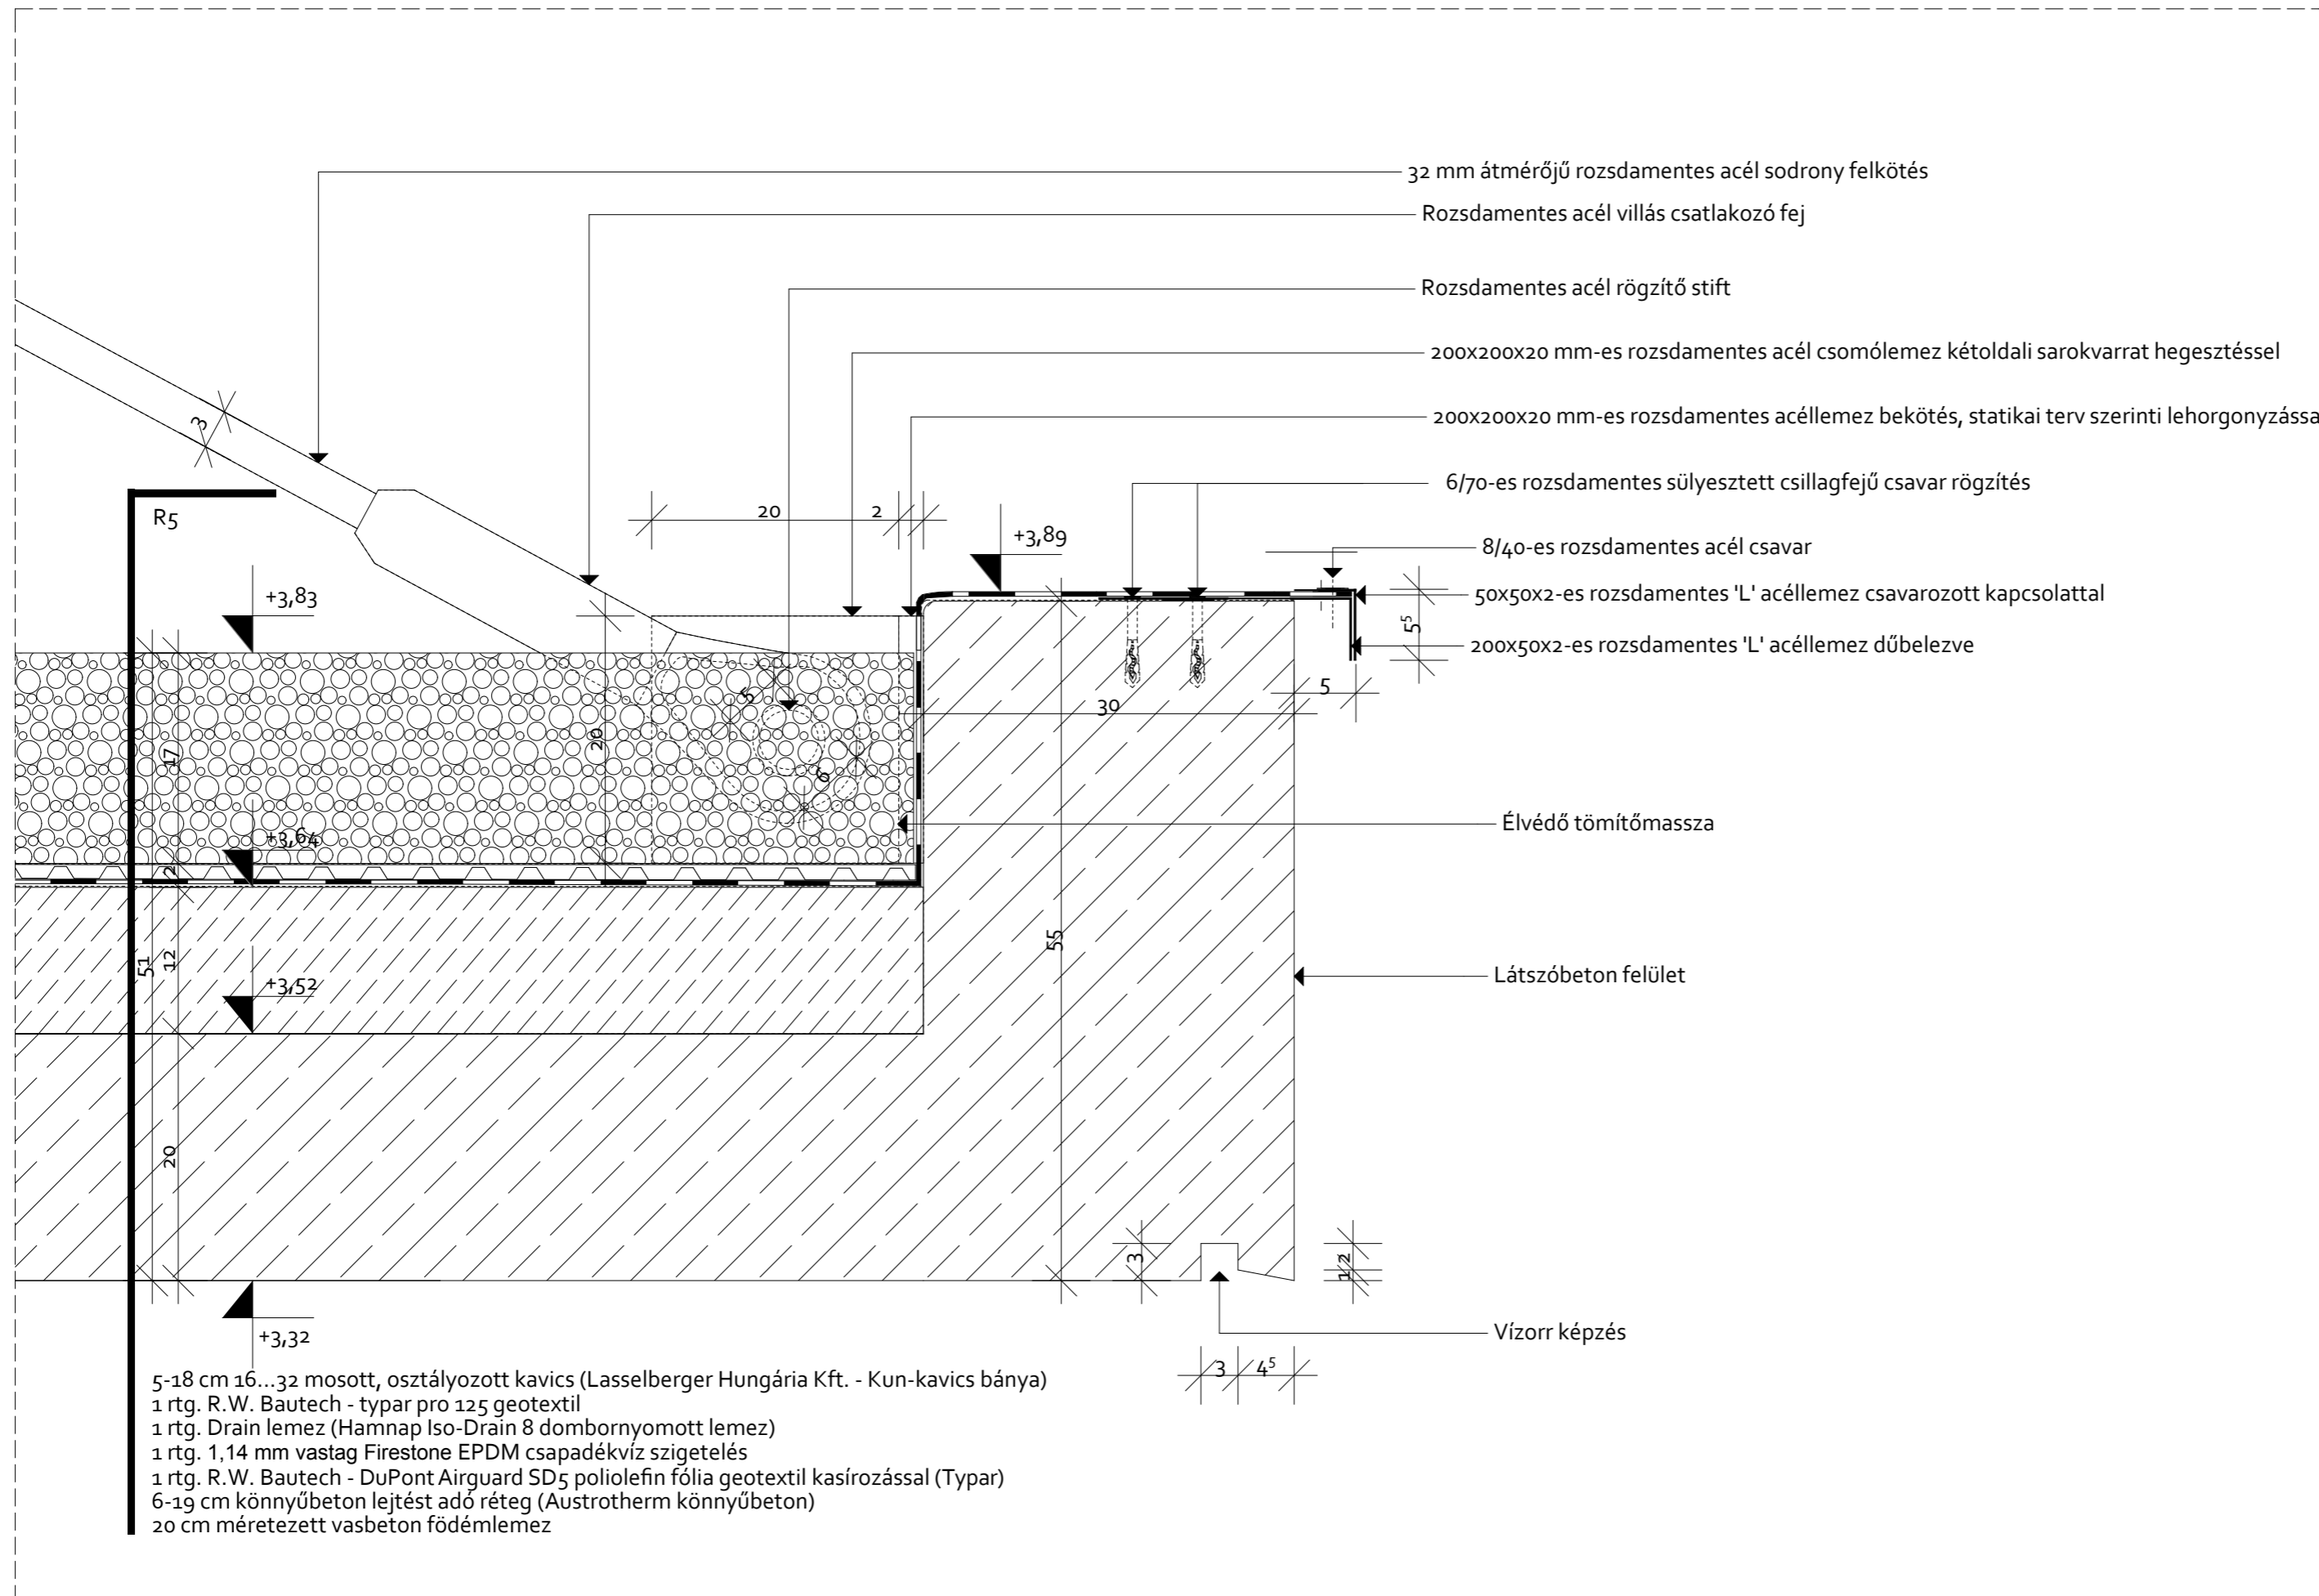 32 mm átmérőjű rozsdamentes acél sodrony felkötés
Rozsdamentes acél villás csatlakozó fej
Rozsdamentes acél rögzítő stift
200x200x20 mm-es rozsdamentes acél csomólemez kétoldali sarokvarrat hegesztéssel
200x200x20 mm-es rozsdamentes acéllemez bekötés, statikai terv szerinti lehorgonyzássa
3
6/70-es rozsdamentes sülyesztett csillagfejű csavar rögzítés
R5
20
2
+3,89
8/40-es rozsdamentes acél csavar
+3,83
50x50x2-es rozsdamentes 'L' acéllemez csavarozott kapcsolattal
5⁵
200x50x2-es rozsdamentes 'L' acéllemez dűbelezve
5
5
30
17
20
6
+3,64
Élvédő tömítőmassza
2
55
51
12
+3,52
Látszóbeton felület
20
3
2
1
+3,32
Vízorr képzés
3
4⁵
5-18 cm 16...32 mosott, osztályozott kavics (Lasselberger Hungária Kft. - Kun-kavics bánya)
1 rtg. R.W. Bautech - typar pro 125 geotextil
1 rtg. Drain lemez (Hamnap Iso-Drain 8 dombornyomott lemez)
1 rtg. 1,14 mm vastag Firestone EPDM csapadékvíz szigetelés
1 rtg. R.W. Bautech - DuPont Airguard SD5 poliolefin fólia geotextil kasírozással (Typar)
6-19 cm könnyűbeton lejtést adó réteg (Austrotherm könnyűbeton)
20 cm méretezett vasbeton födémlemez